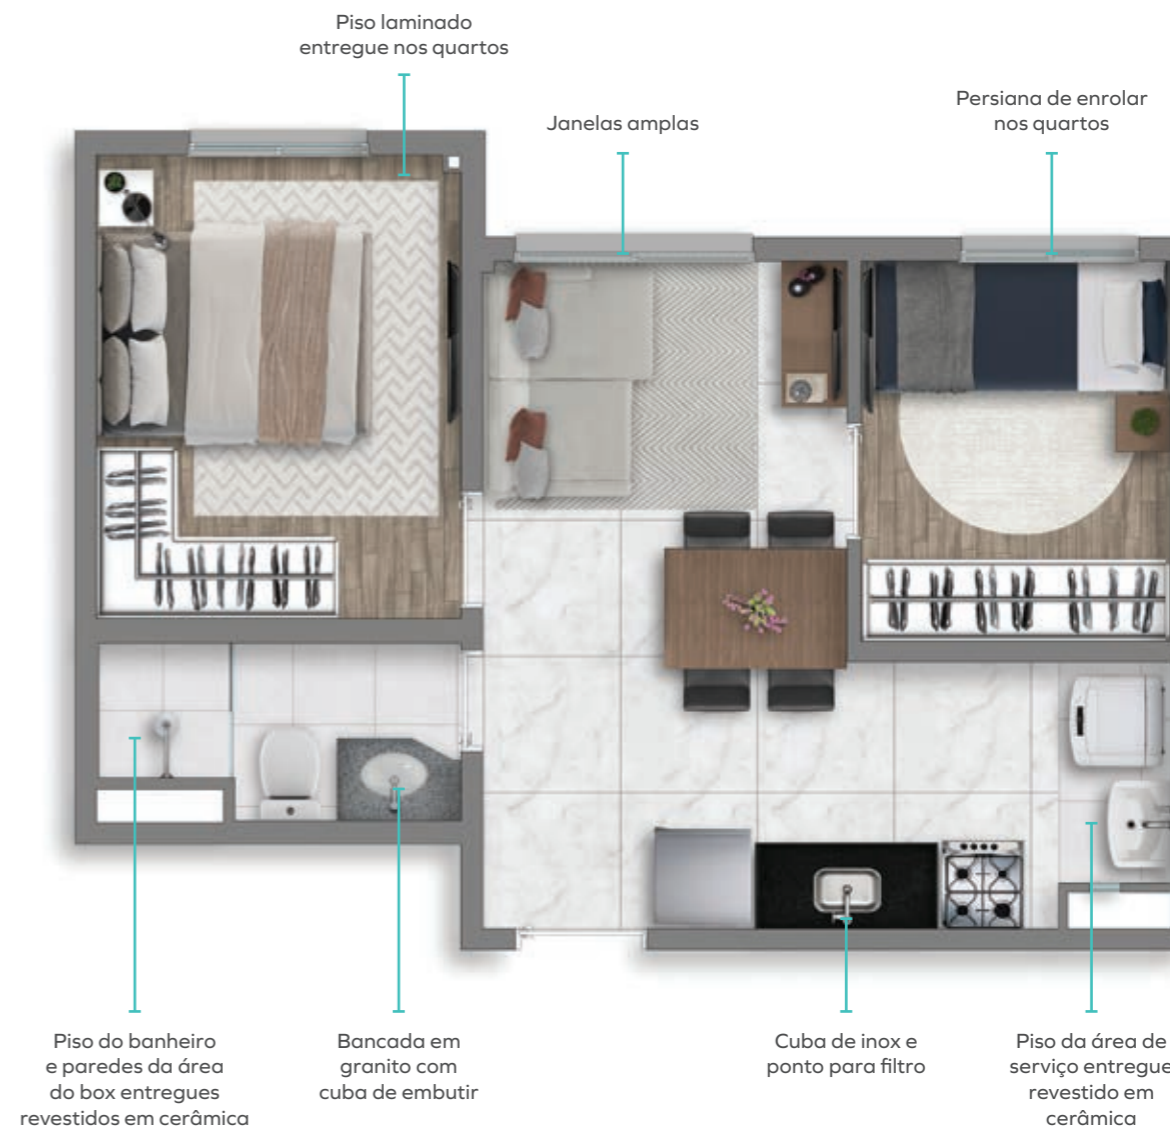 Piso laminado
entregue nos quartos
Janelas amplas
Persiana de enrolar
nos quartos
Piso do banheiro
e paredes da área
do box entregues
revestidos em cerâmica
Bancada em
granito com
cuba de embutir
Cuba de inox e
ponto para filtro
Piso da área de
serviço entregue
revestido em
cerâmica